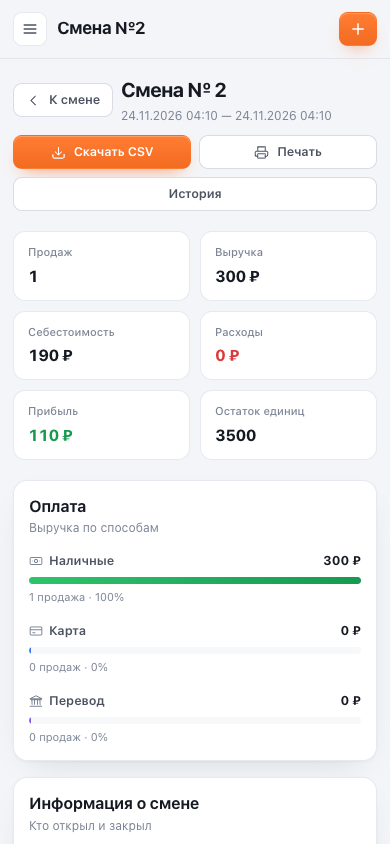 Смена №2
К смене
Смена № 2
24.11.2026 04:10 — 24.11.2026 04:10
Скачать CSV
Печать
История
Продаж
1
Выручка
300 ₽
Себестоимость
190 ₽
Расходы
0 ₽
Прибыль
110 ₽
Остаток единиц
3500
Оплата
Выручка по способам
Наличные
300 ₽
1 продажа · 100%
Карта
0 ₽
0 продаж · 0%
Перевод
0 ₽
0 продаж · 0%
Информация о смене
Кто открыл и закрыл